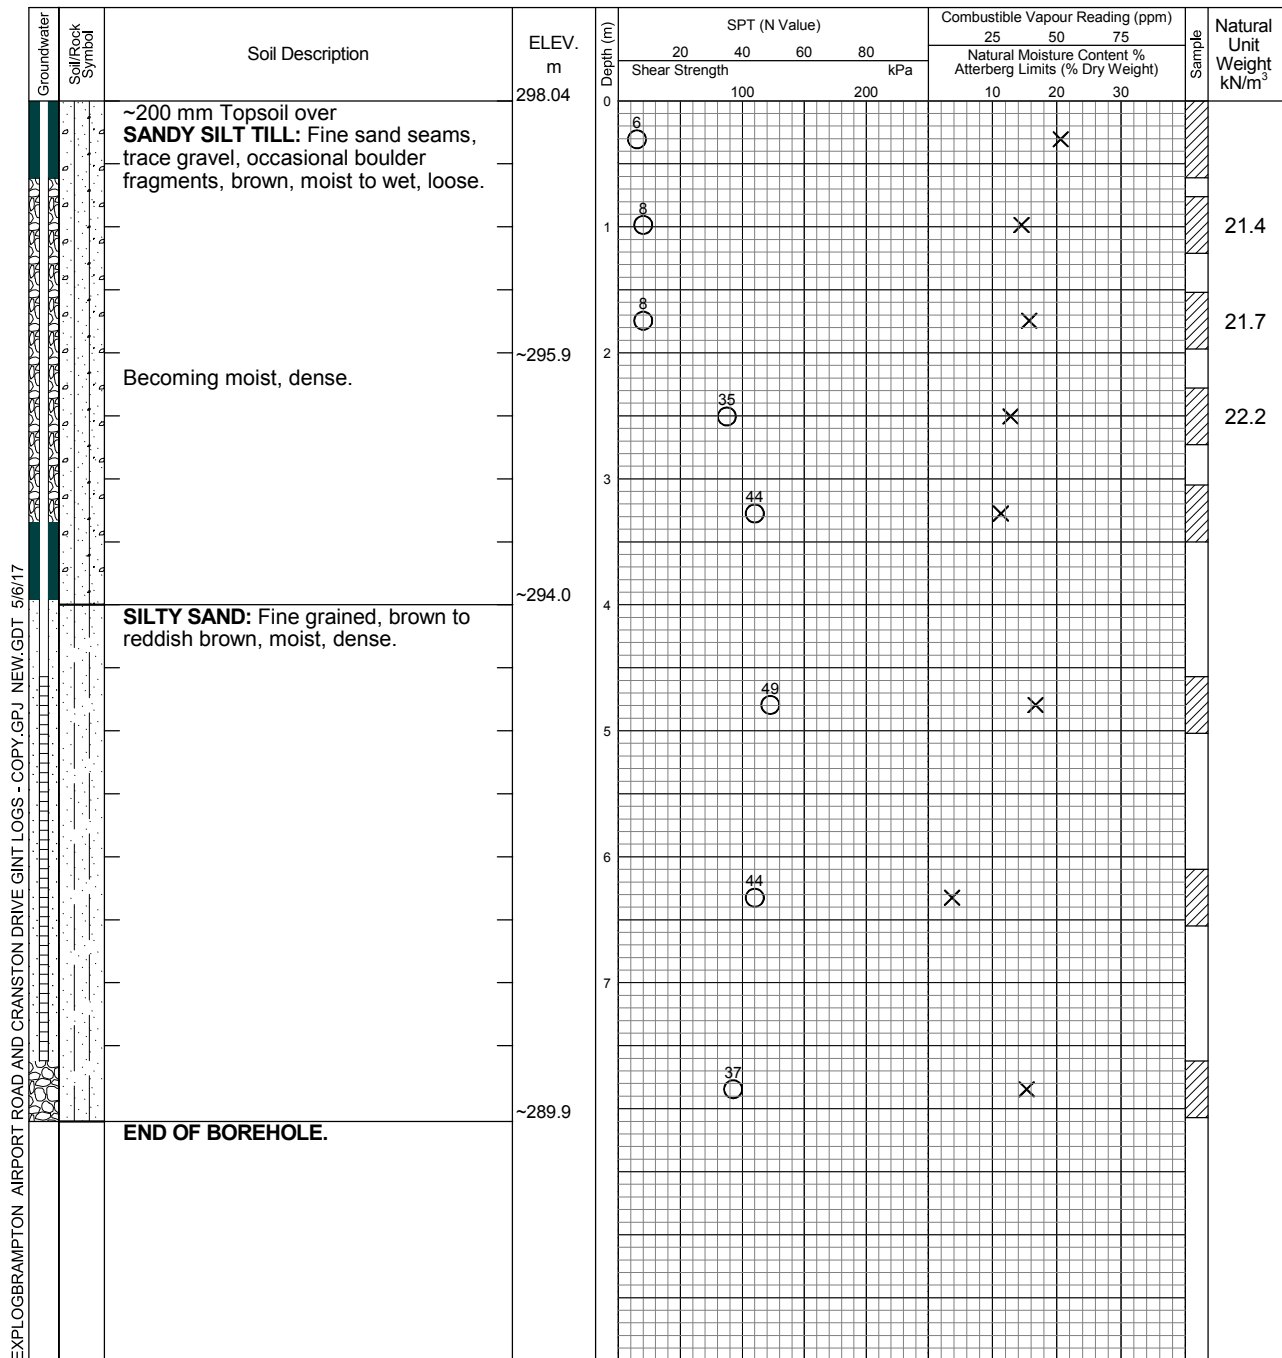 Groundwater
Soil/Rock
Symbol
Soil Description
ELEV.
m
Depth (m)
SPT (N Value)
20 40 60 80
Shear Strength kPa
100 200
Combustible Vapour Reading (ppm)
25 50 75
Natural Moisture Content %
Atterberg Limits (% Dry Weight)
10 20 30
Sample
Natural
Unit
Weight
kN/m³
298.04
0
~200 mm Topsoil over
SANDY SILT TILL: Fine sand seams,
trace gravel, occasional boulder
fragments, brown, moist to wet, loose.
6
8
1
21.4
8
21.7
~295.9
2
Becoming moist, dense.
35
22.2
3
44
~294.0
4
SILTY SAND: Fine grained, brown to
reddish brown, moist, dense.
49
5
6
44
7
37
~289.9
END OF BOREHOLE.
EXPLOGBRAMPTON AIRPORT ROAD AND CRANSTON DRIVE GINT LOGS - COPY.GPJ NEW.GDT 5/6/17